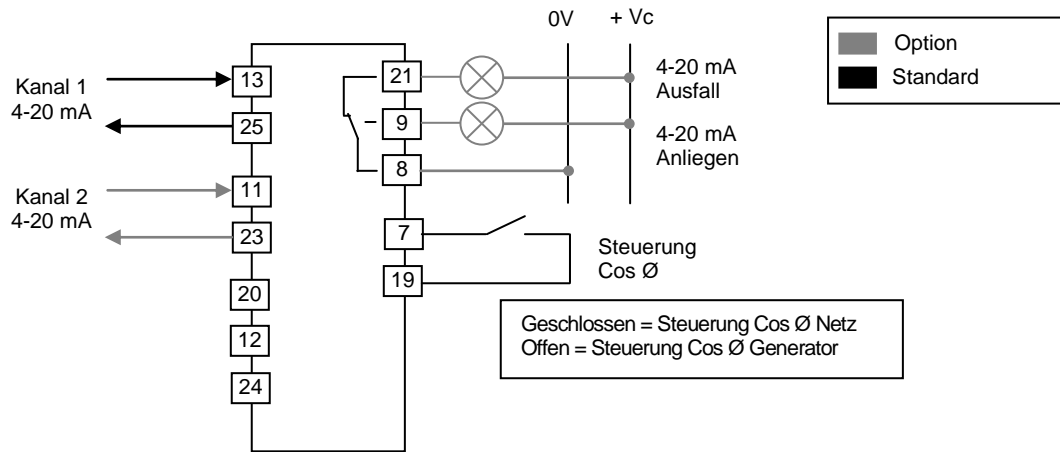 0V
+ Vc
Option
Standard
Kanal 1
4-20 mA
13
25
21
9
8
4-20 mA
Ausfall
4-20 mA
Anliegen
Kanal 2
4-20 mA
11
23
7
19
Steuerung
Cos Ø
20
12
24
Geschlossen = Steuerung Cos Ø Netz
Offen = Steuerung Cos Ø Generator